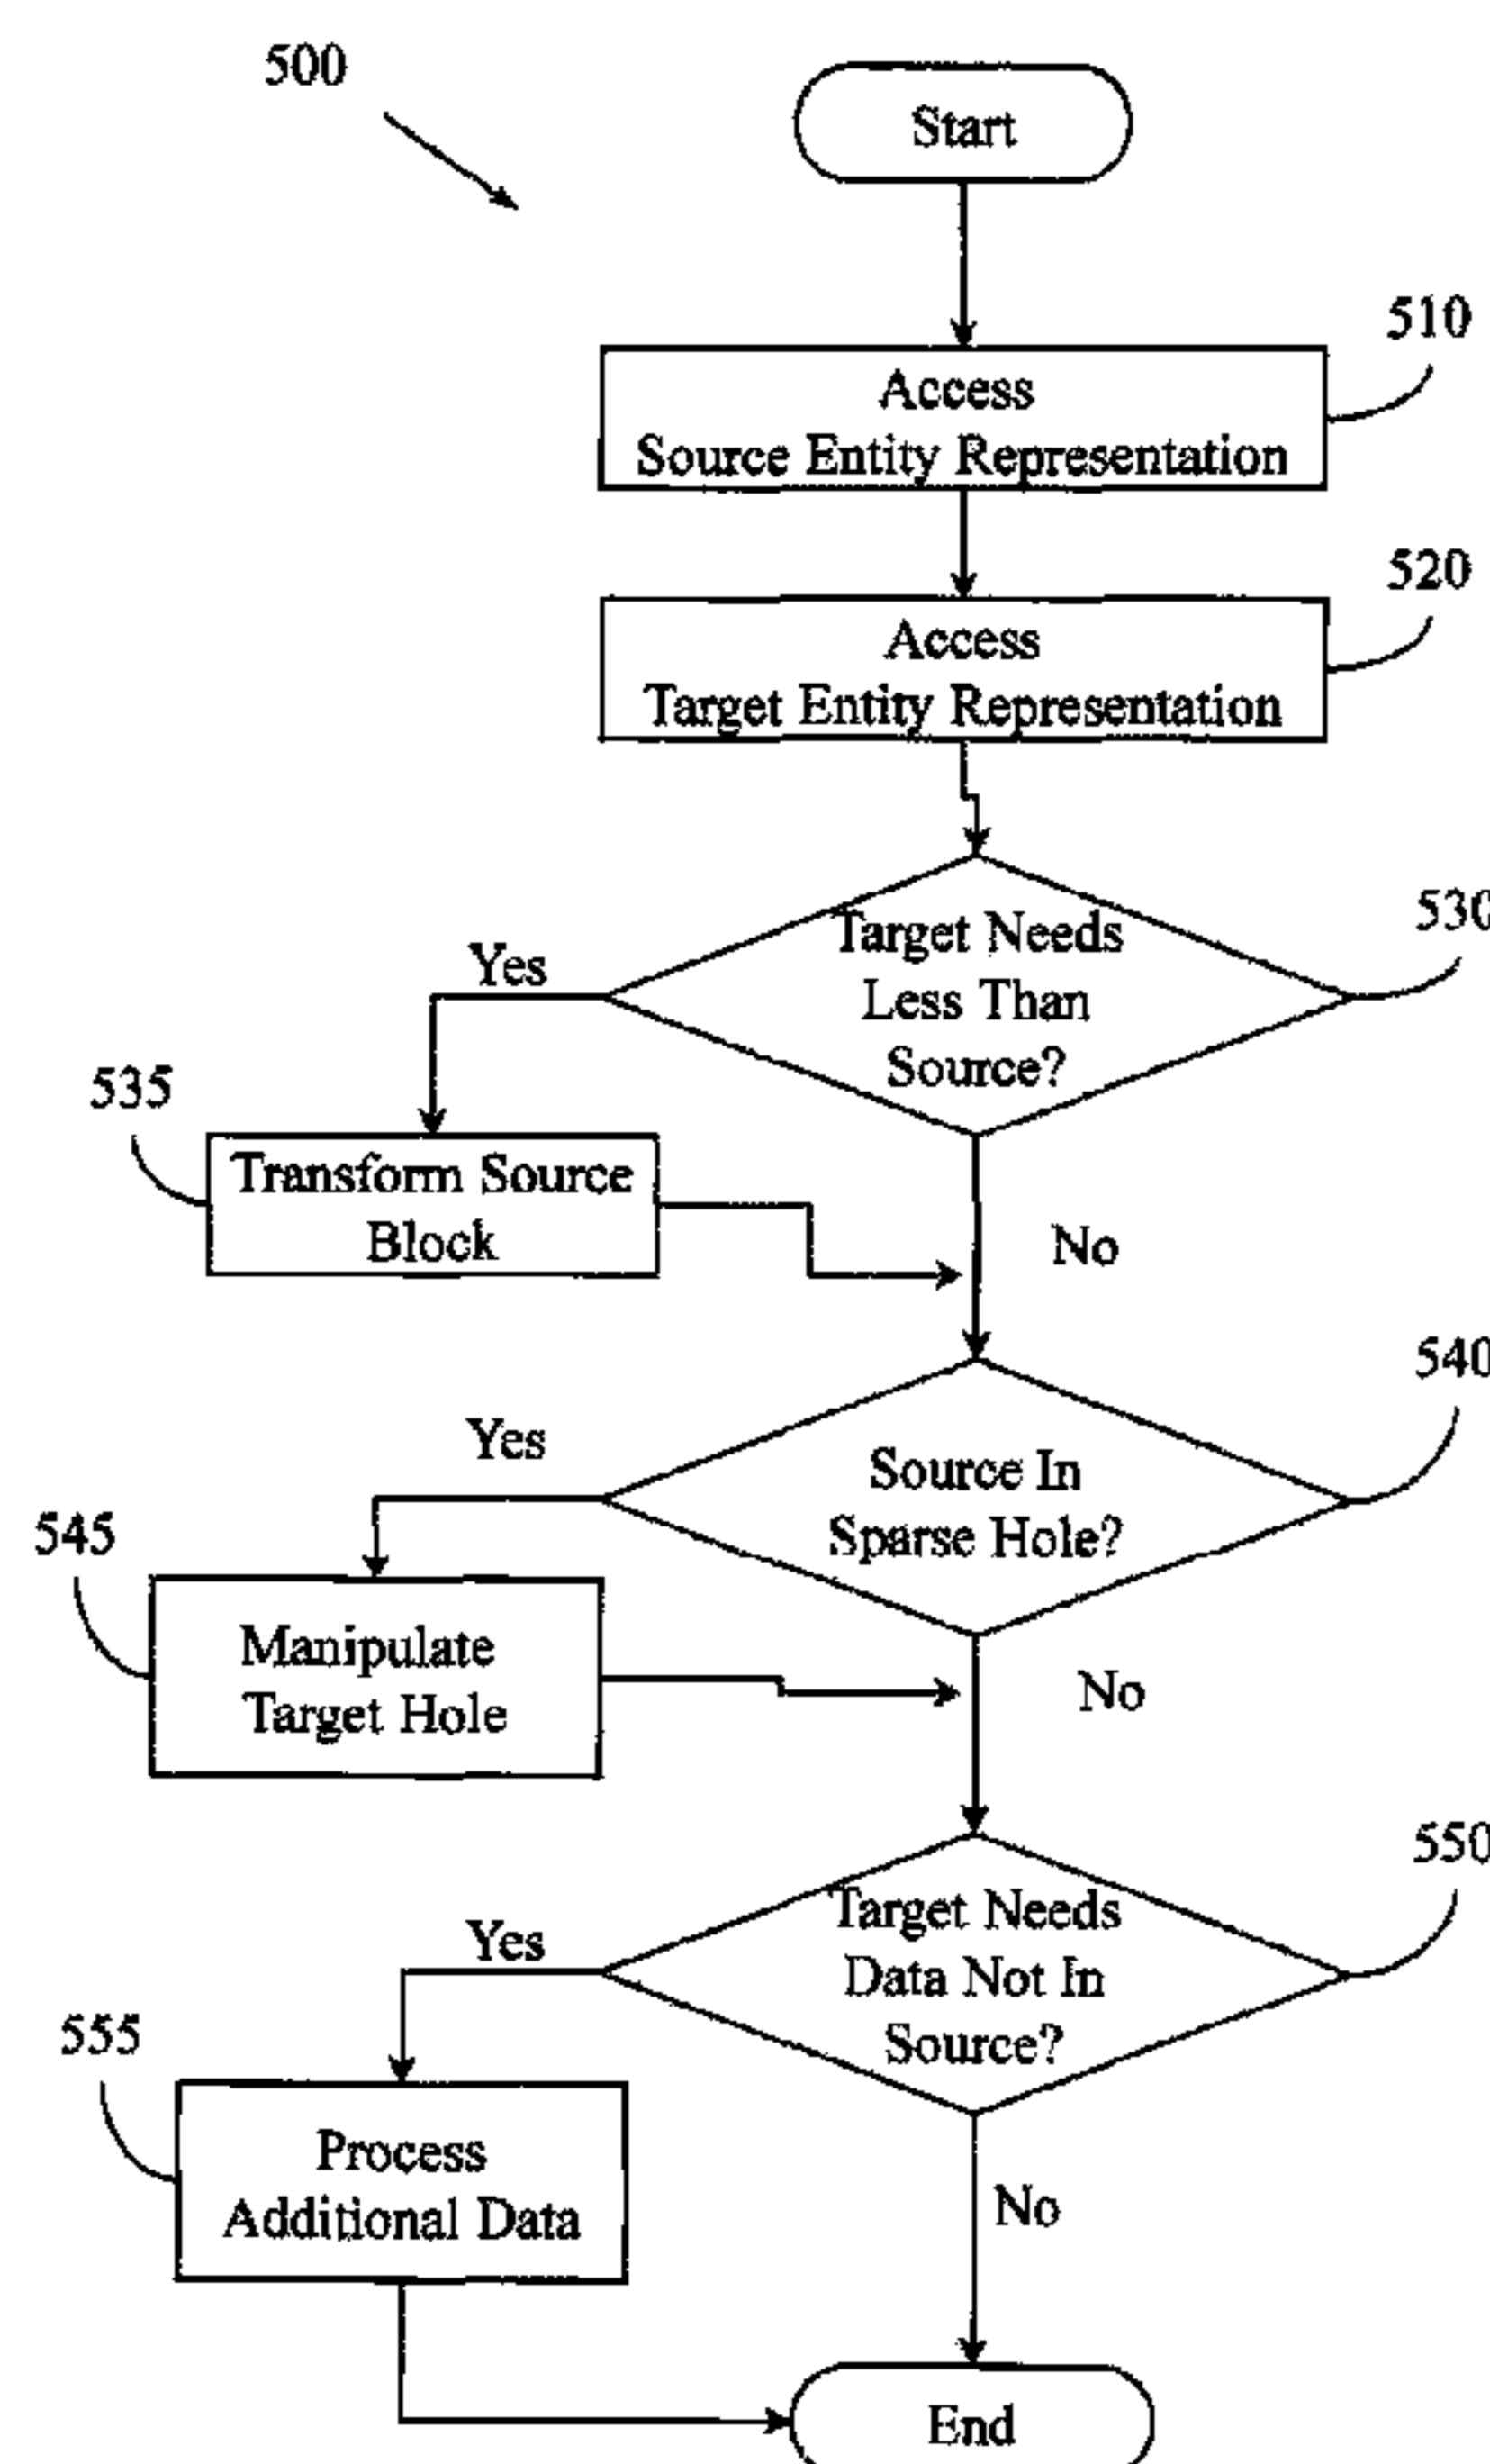 500
Start
510
Access
Source Entity Representation
520
Access
Target Entity Representation
530
Target Needs
Less Than
Source?
Yes
535
Transform Source
Block
No
540
Source In
Sparse Hole?
Yes
545
Manipulate
Target Hole
No
550
Target Needs
Data Not In
Source?
Yes
555
Process
Additional Data
No
End